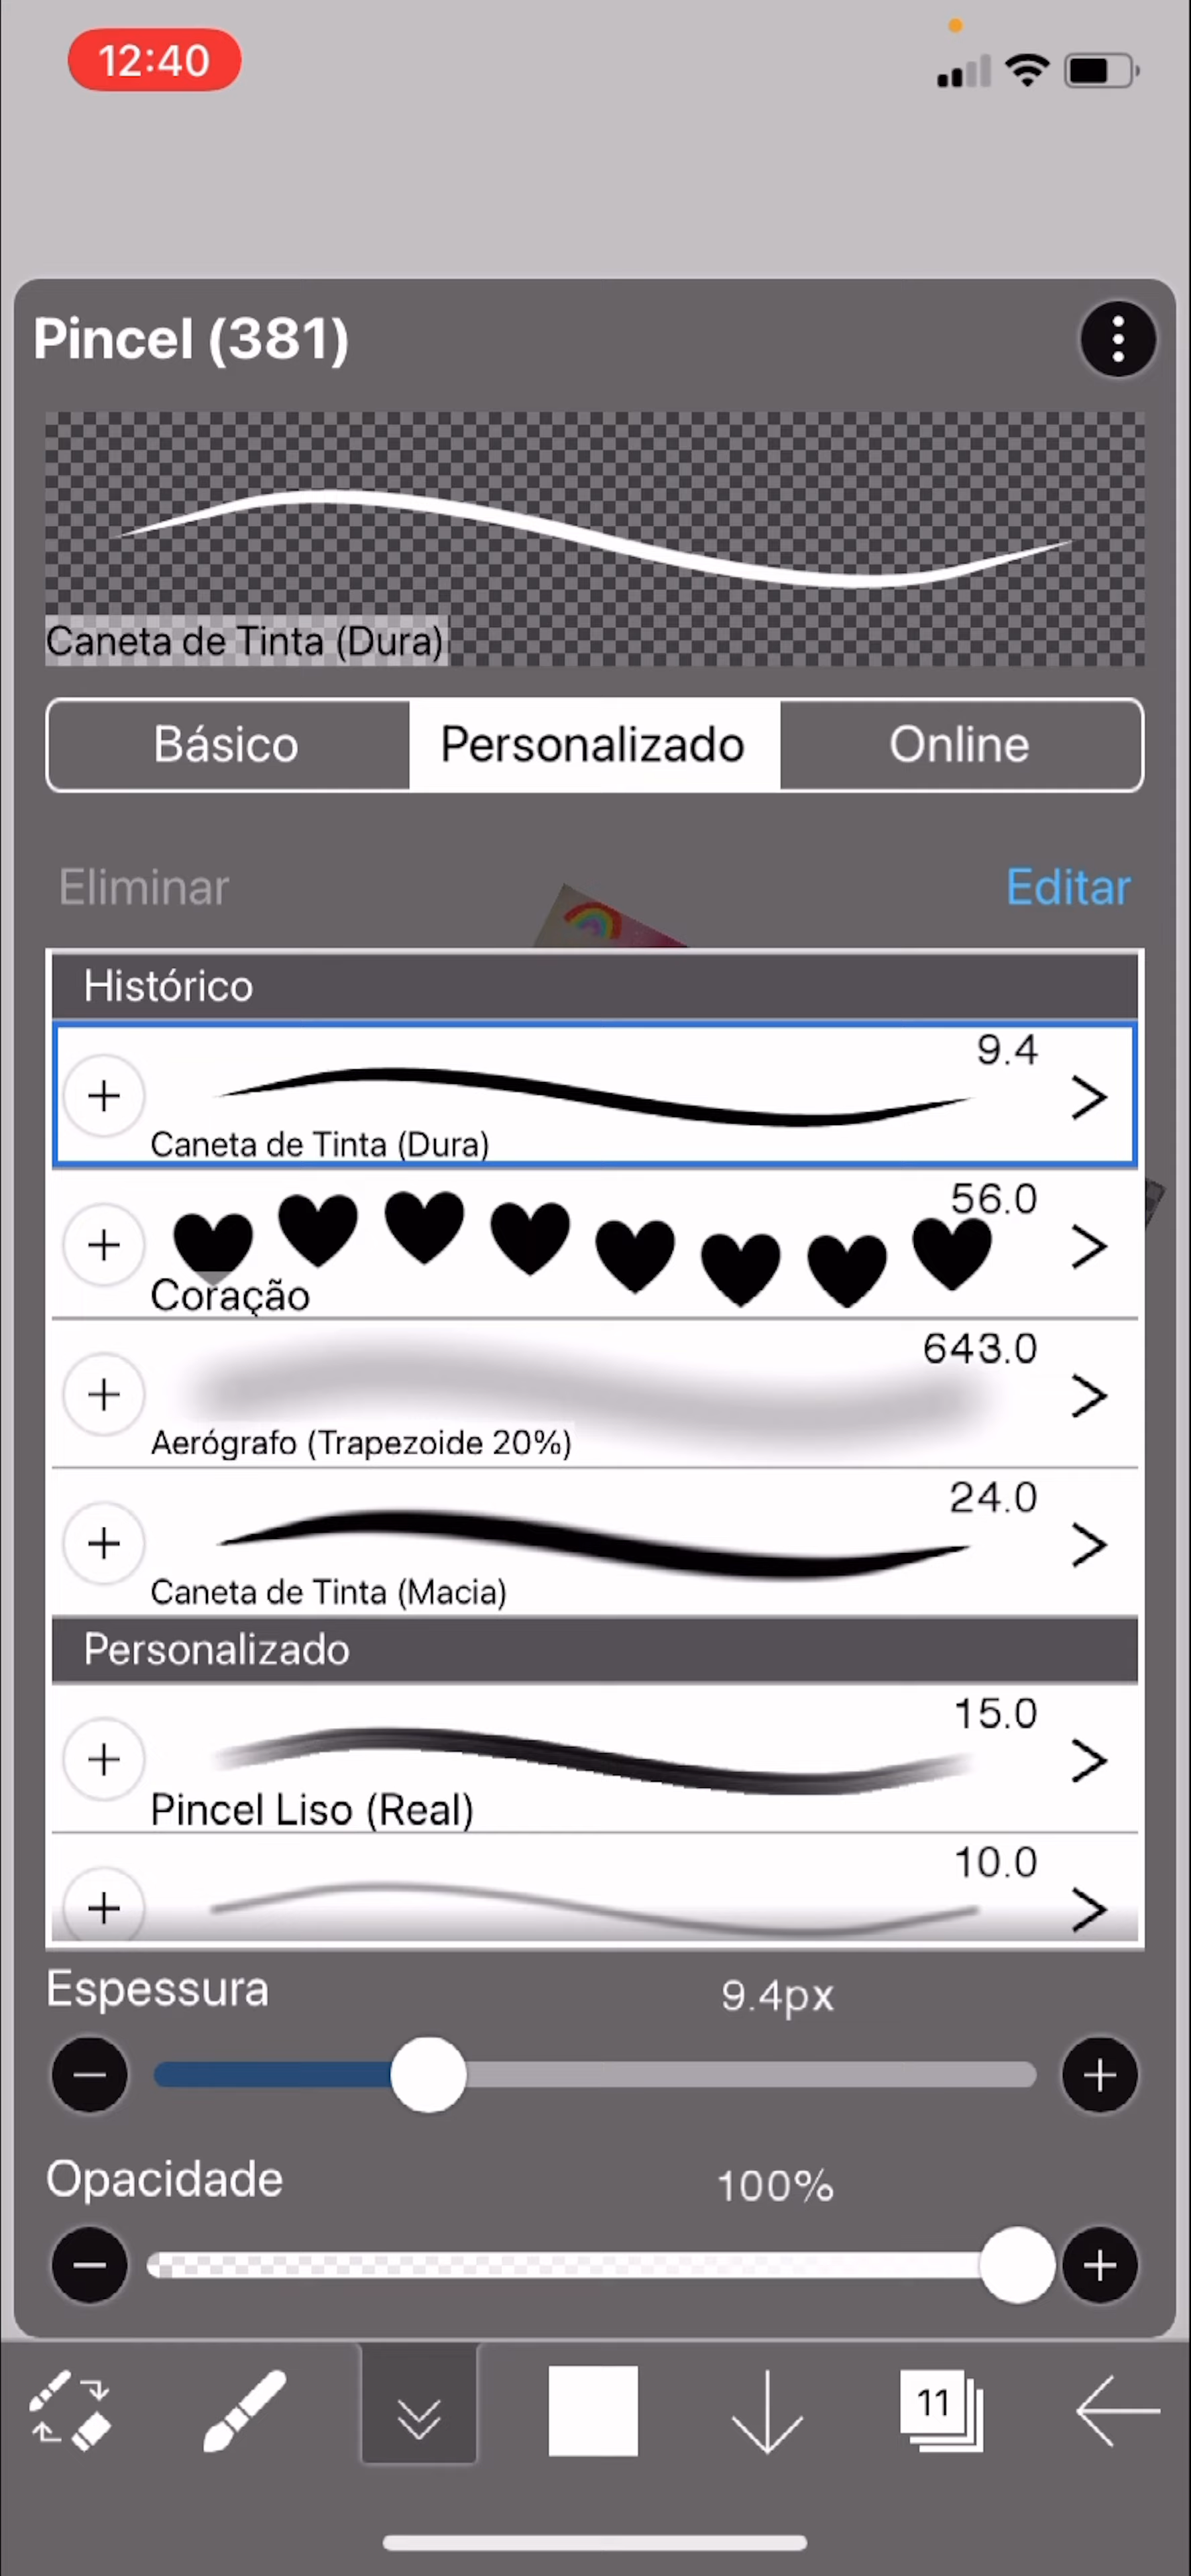 12:40
Pincel (381)
Caneta de Tinta (Dura)
Básico
Personalizado
Online
Eliminar
Editar
Histórico
9.4
Caneta de Tinta (Dura)
56.0
Coração
643.0
Aerógrafo (Trapezoide 20%)
24.0
Caneta de Tinta (Macia)
Personalizado
15.0
Pincel Liso (Real)
10.0
Espessura
9.4px
Opacidade
100%
11